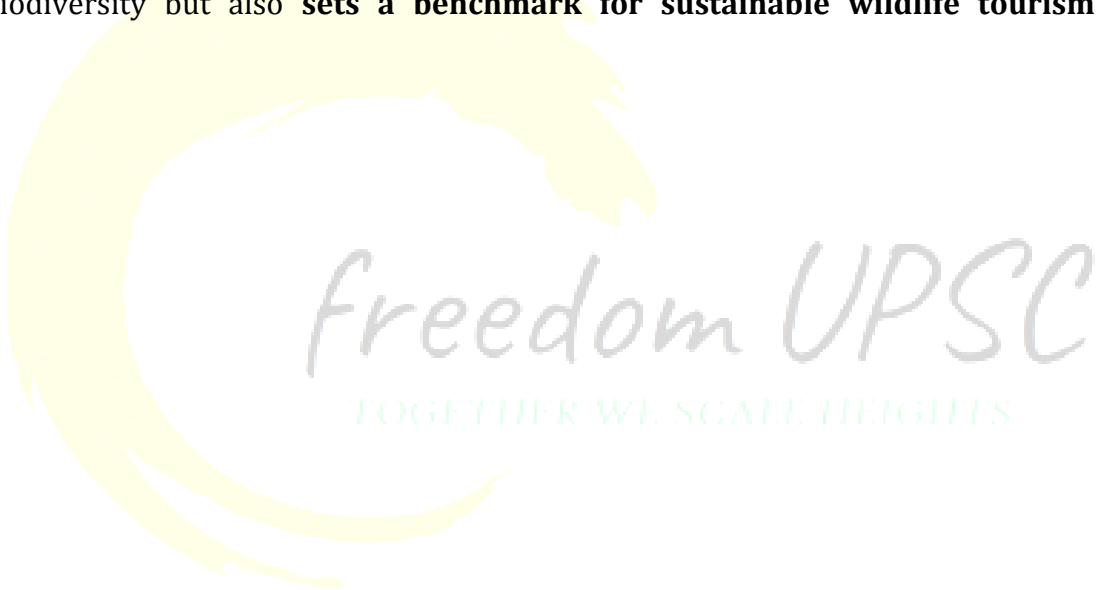 iodiversity but also sets a benchmark for sustainable wildlife tourism
freedom UPSC
TOGETHER WE SCALE HEIGHTS